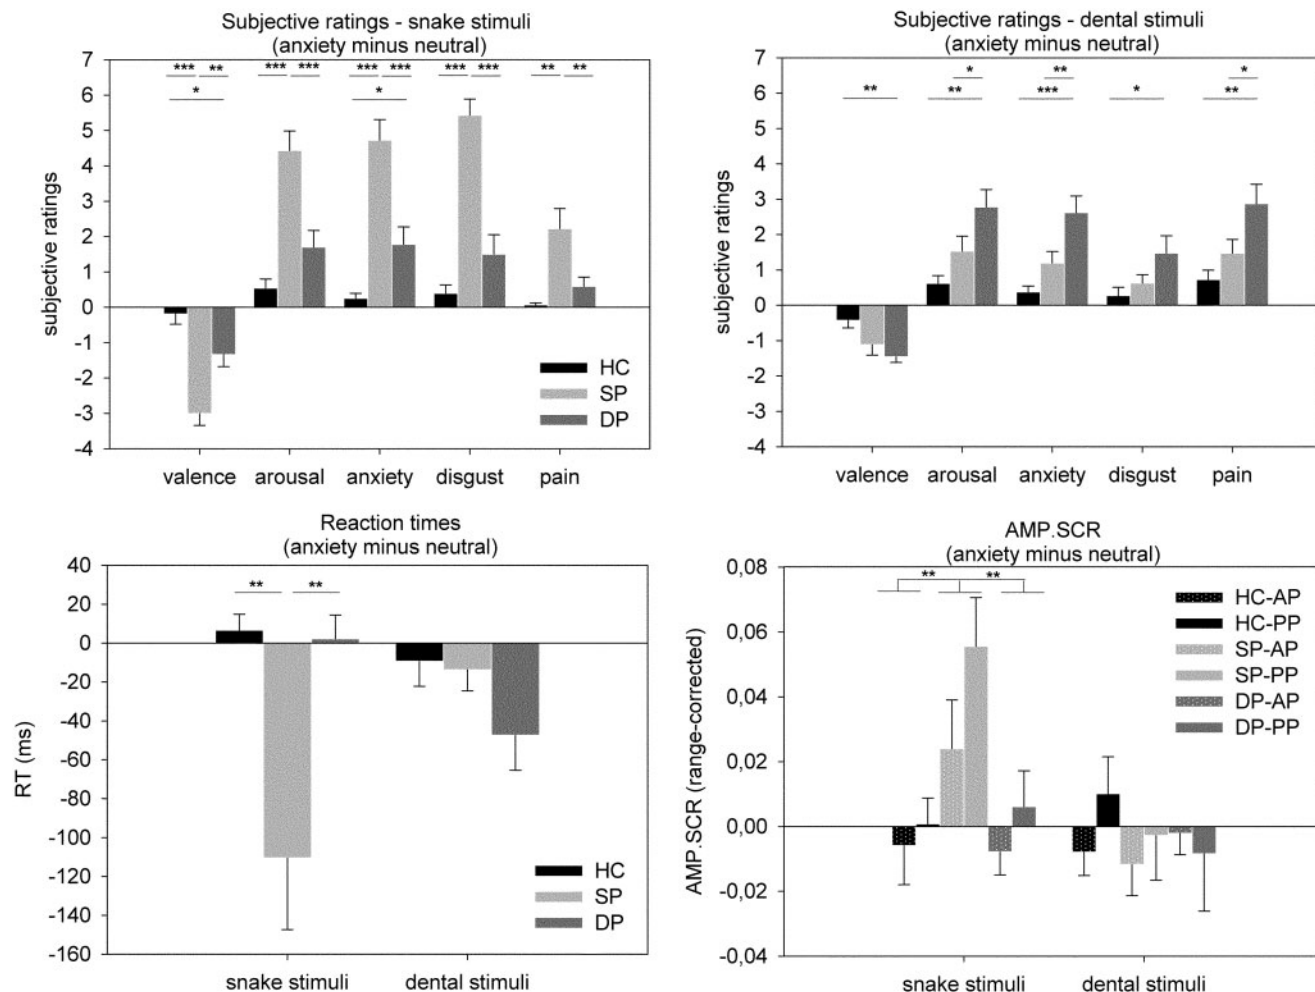 Subjective ratings - snake stimuli
(anxiety minus neutral)
7
6
5
4
3
2
1
0
-1
-2
-3
-4
subjective ratings
*** **
*
*** ***
*** ***
*
*** ***
** **
HC
SP
DP
valence arousal anxiety disgust pain
Subjective ratings - dental stimuli
(anxiety minus neutral)
7
6
5
4
3
2
1
0
-1
-2
-3
-4
subjective ratings
**
*
**
**
***
*
*
**
valence arousal anxiety disgust pain
Reaction times
(anxiety minus neutral)
40
20
0
-20
-40
-60
-80
-100
-120
-140
-160
RT (ms)
** **
HC
SP
DP
snake stimuli dental stimuli
AMP.SCR
(anxiety minus neutral)
0,08
0,06
0,04
0,02
0,00
-0,02
-0,04
AMP.SCR (range-corrected)
** **
HC-AP
HC-PP
SP-AP
SP-PP
DP-AP
DP-PP
snake stimuli dental stimuli